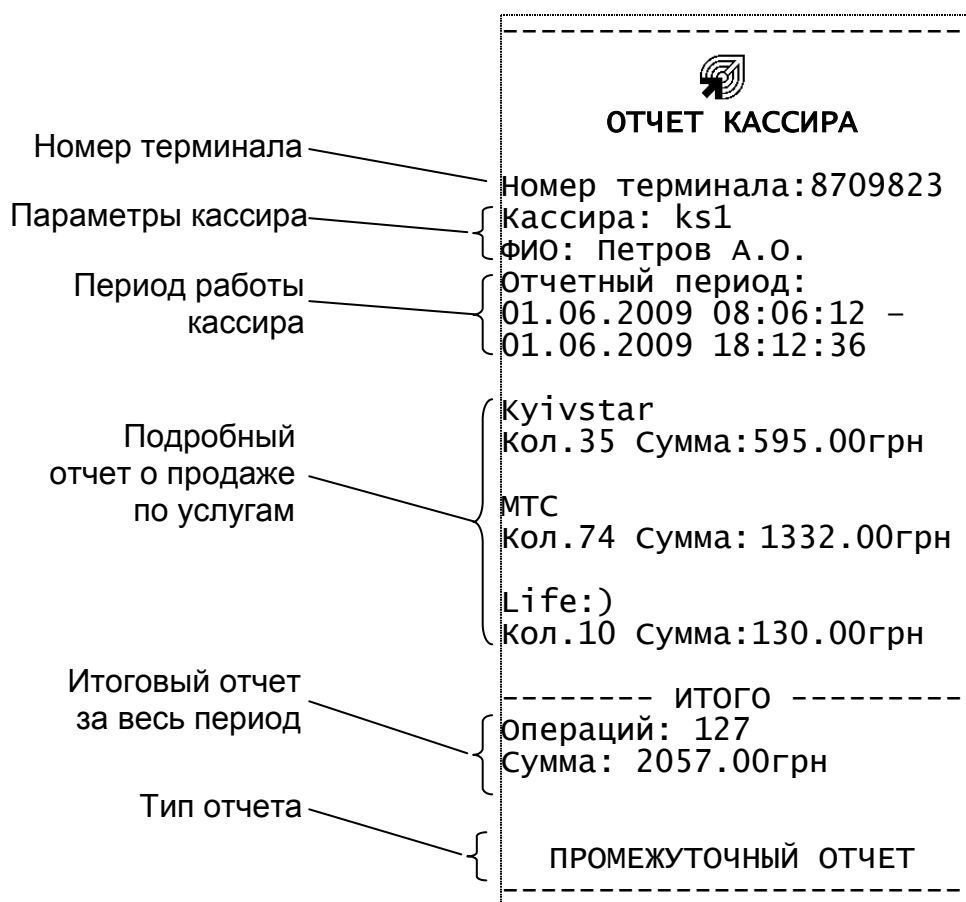 Номер терминала
Параметры кассира
Период работы
кассира
Подробный
отчет о продаже
по услугам
Итоговый отчет
за весь период
Тип отчета
------------------------
ОТЧЕТ КАССИРА
Номер терминала:8709823
Кассира: ks1
ФИО: Петров А.О.
Отчетный период:
01.06.2009 08:06:12 –
01.06.2009 18:12:36
Kyivstar
Кол.35 Сумма:595.00грн
МТС
Кол.74 Сумма: 1332.00грн
Life:)
Кол.10 Сумма:130.00грн
-------- ИТОГО ---------
Операций: 127
Сумма: 2057.00грн
ПРОМЕЖУТОЧНЫЙ ОТЧЕТ
------------------------